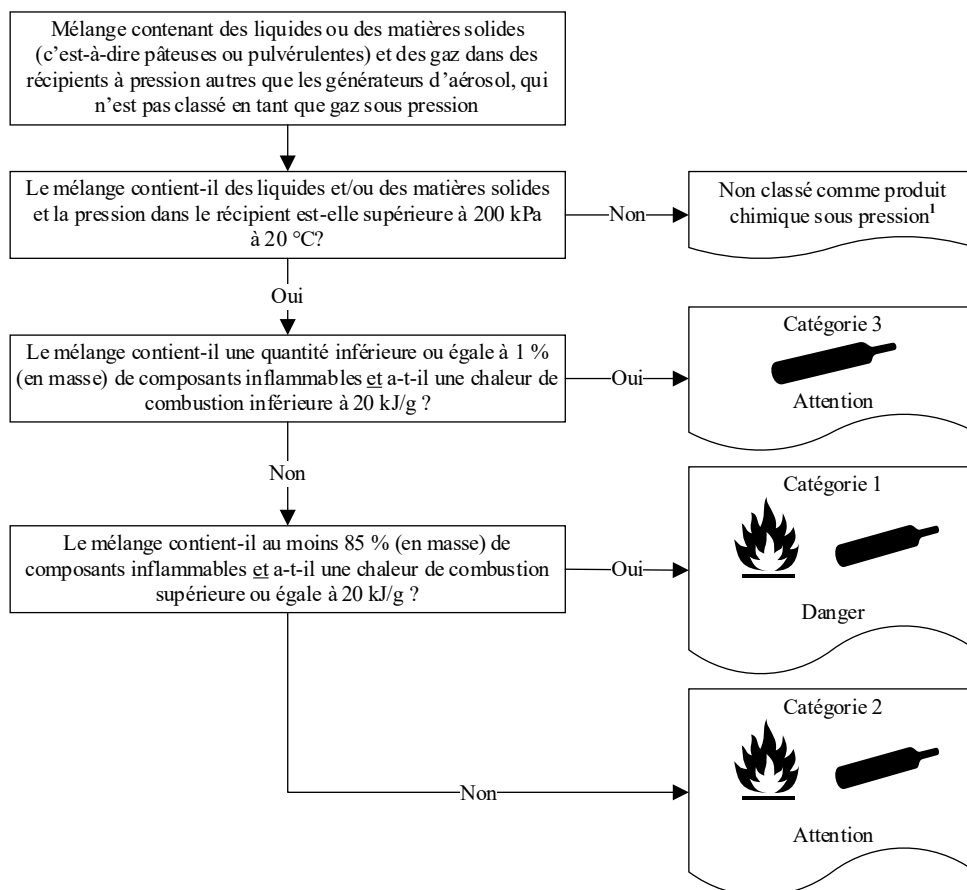 Mélange contenant des liquides ou des matières solides
(c’est-à-dire pâteuses ou pulvérulentes) et des gaz dans des
récipients à pression autres que les générateurs d’aérosol, qui
n’est pas classé en tant que gaz sous pression
Le mélange contient-il des liquides et/ou des matières solides
et la pression dans le récipient est-elle supérieure à 200 kPa
à 20 °C?
Non
Non classé comme produit
chimique sous pression¹
Oui
Le mélange contient-il une quantité inférieure ou égale à 1 %
(en masse) de composants inflammables et a-t-il une chaleur de
combustion inférieure à 20 kJ/g ?
Oui
Catégorie 3
Attention
Non
Le mélange contient-il au moins 85 % (en masse) de
composants inflammables et a-t-il une chaleur de combustion
supérieure ou égale à 20 kJ/g ?
Oui
Catégorie 1
Danger
Non
Catégorie 2
Attention